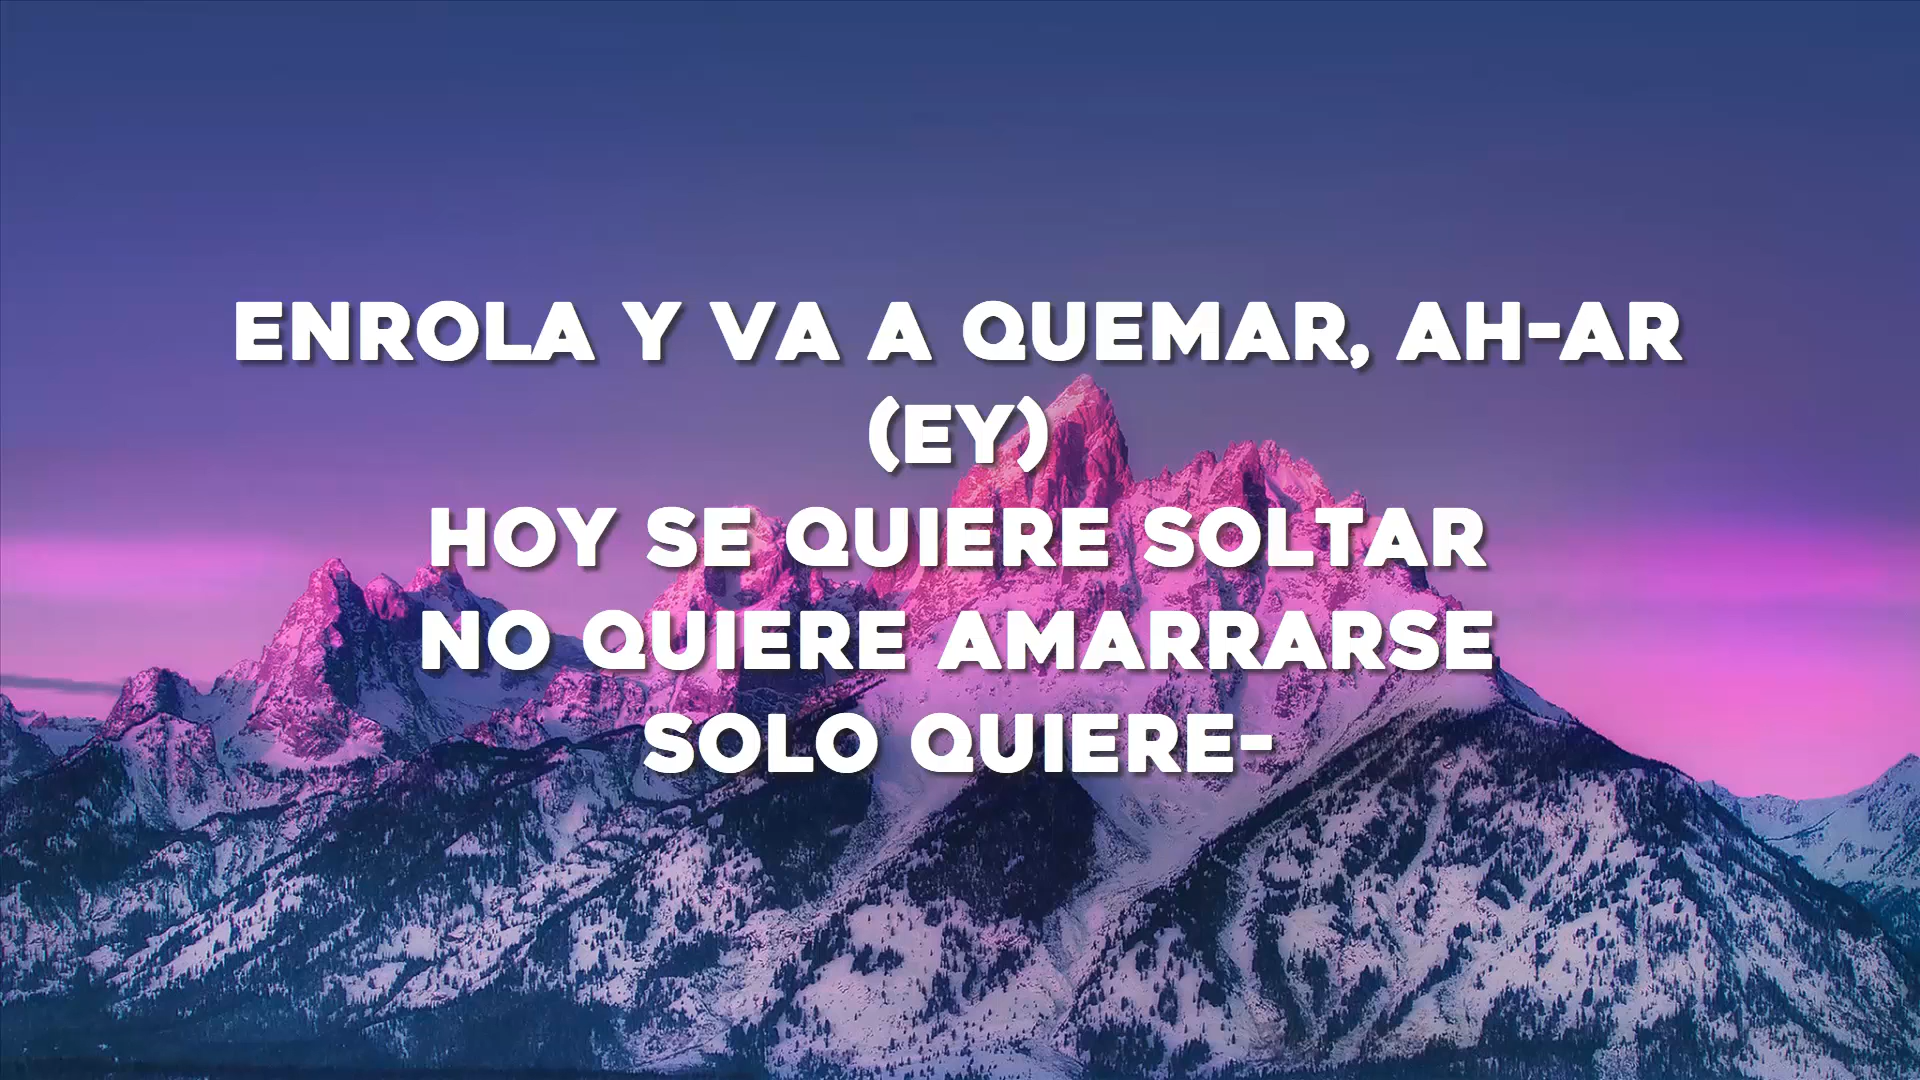 ENROLA Y VA A QUEMAR, AH-AR
(EY)
HOY SE QUIERE SOLTAR
NO QUIERE AMARRARSE
SOLO QUIERE-